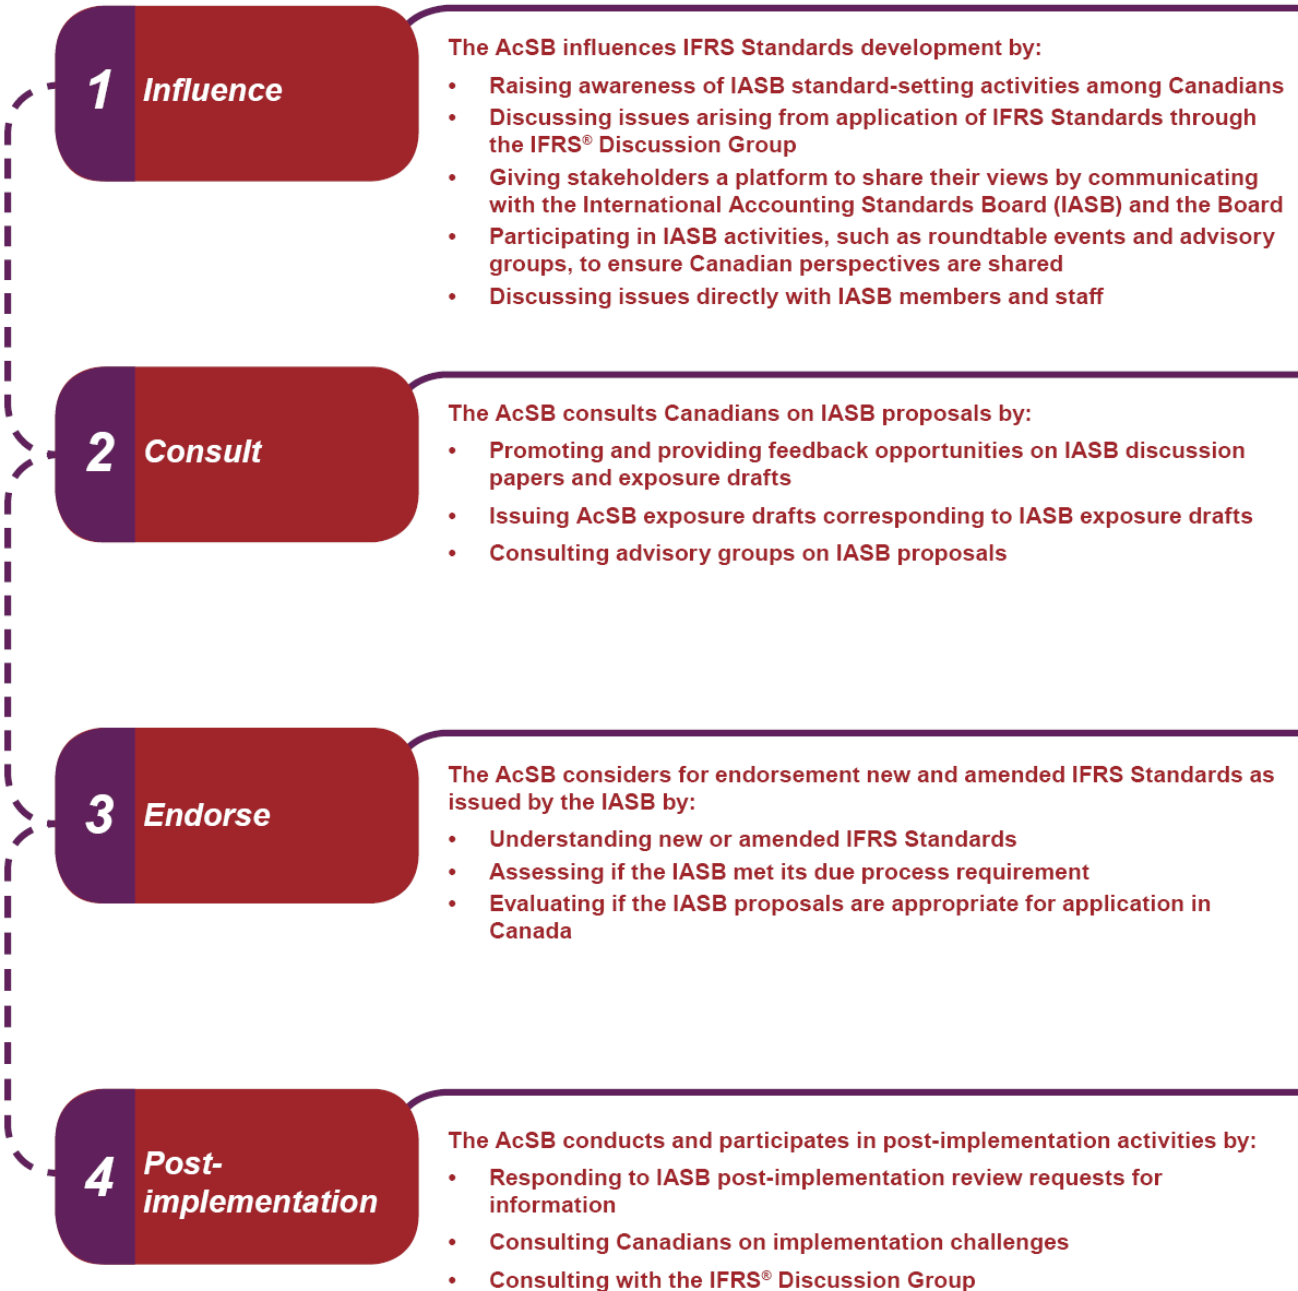 1 Influence
The AcSB influences IFRS Standards development by:
• Raising awareness of IASB standard-setting activities among Canadians
• Discussing issues arising from application of IFRS Standards through
the IFRS® Discussion Group
• Giving stakeholders a platform to share their views by communicating
with the International Accounting Standards Board (IASB) and the Board
• Participating in IASB activities, such as roundtable events and advisory
groups, to ensure Canadian perspectives are shared
• Discussing issues directly with IASB members and staff
2 Consult
The AcSB consults Canadians on IASB proposals by:
• Promoting and providing feedback opportunities on IASB discussion
papers and exposure drafts
• Issuing AcSB exposure drafts corresponding to IASB exposure drafts
• Consulting advisory groups on IASB proposals
3 Endorse
The AcSB considers for endorsement new and amended IFRS Standards as
issued by the IASB by:
• Understanding new or amended IFRS Standards
• Assessing if the IASB met its due process requirement
• Evaluating if the IASB proposals are appropriate for application in
Canada
4 Post-
implementation
The AcSB conducts and participates in post-implementation activities by:
• Responding to IASB post-implementation review requests for
information
• Consulting Canadians on implementation challenges
• Consulting with the IFRS® Discussion Group